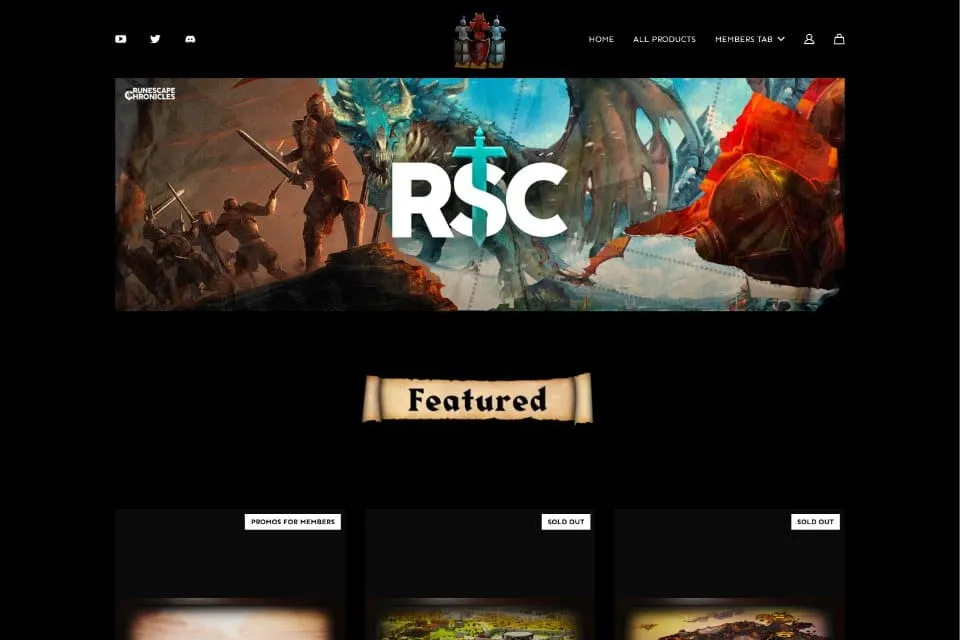 HOME
ALL PRODUCTS
MEMBERS TAB
RUNESCAPE
CHRONICLES
RSC
Featured
PROMOS FOR MEMBERS
SOLD OUT
SOLD OUT